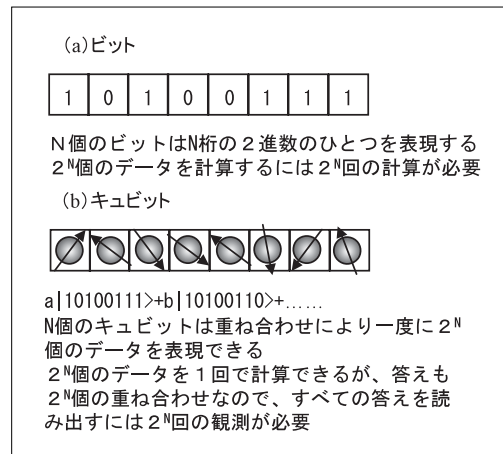 (a)ビット
1 0 1 0 0 1 1 1
N個のビットはN桁の2進数のひとつを表現する
2ᴺ個のデータを計算するには2ᴺ回の計算が必要
(b)キュビット
a|10100111>+b|10100110>+……
N個のキュビットは重ね合わせにより一度に2ᴺ
個のデータを表現できる
2ᴺ個のデータを1回で計算できるが、答えも
2ᴺ個の重ね合わせなので、すべての答えを読
み出すには2ᴺ回の観測が必要